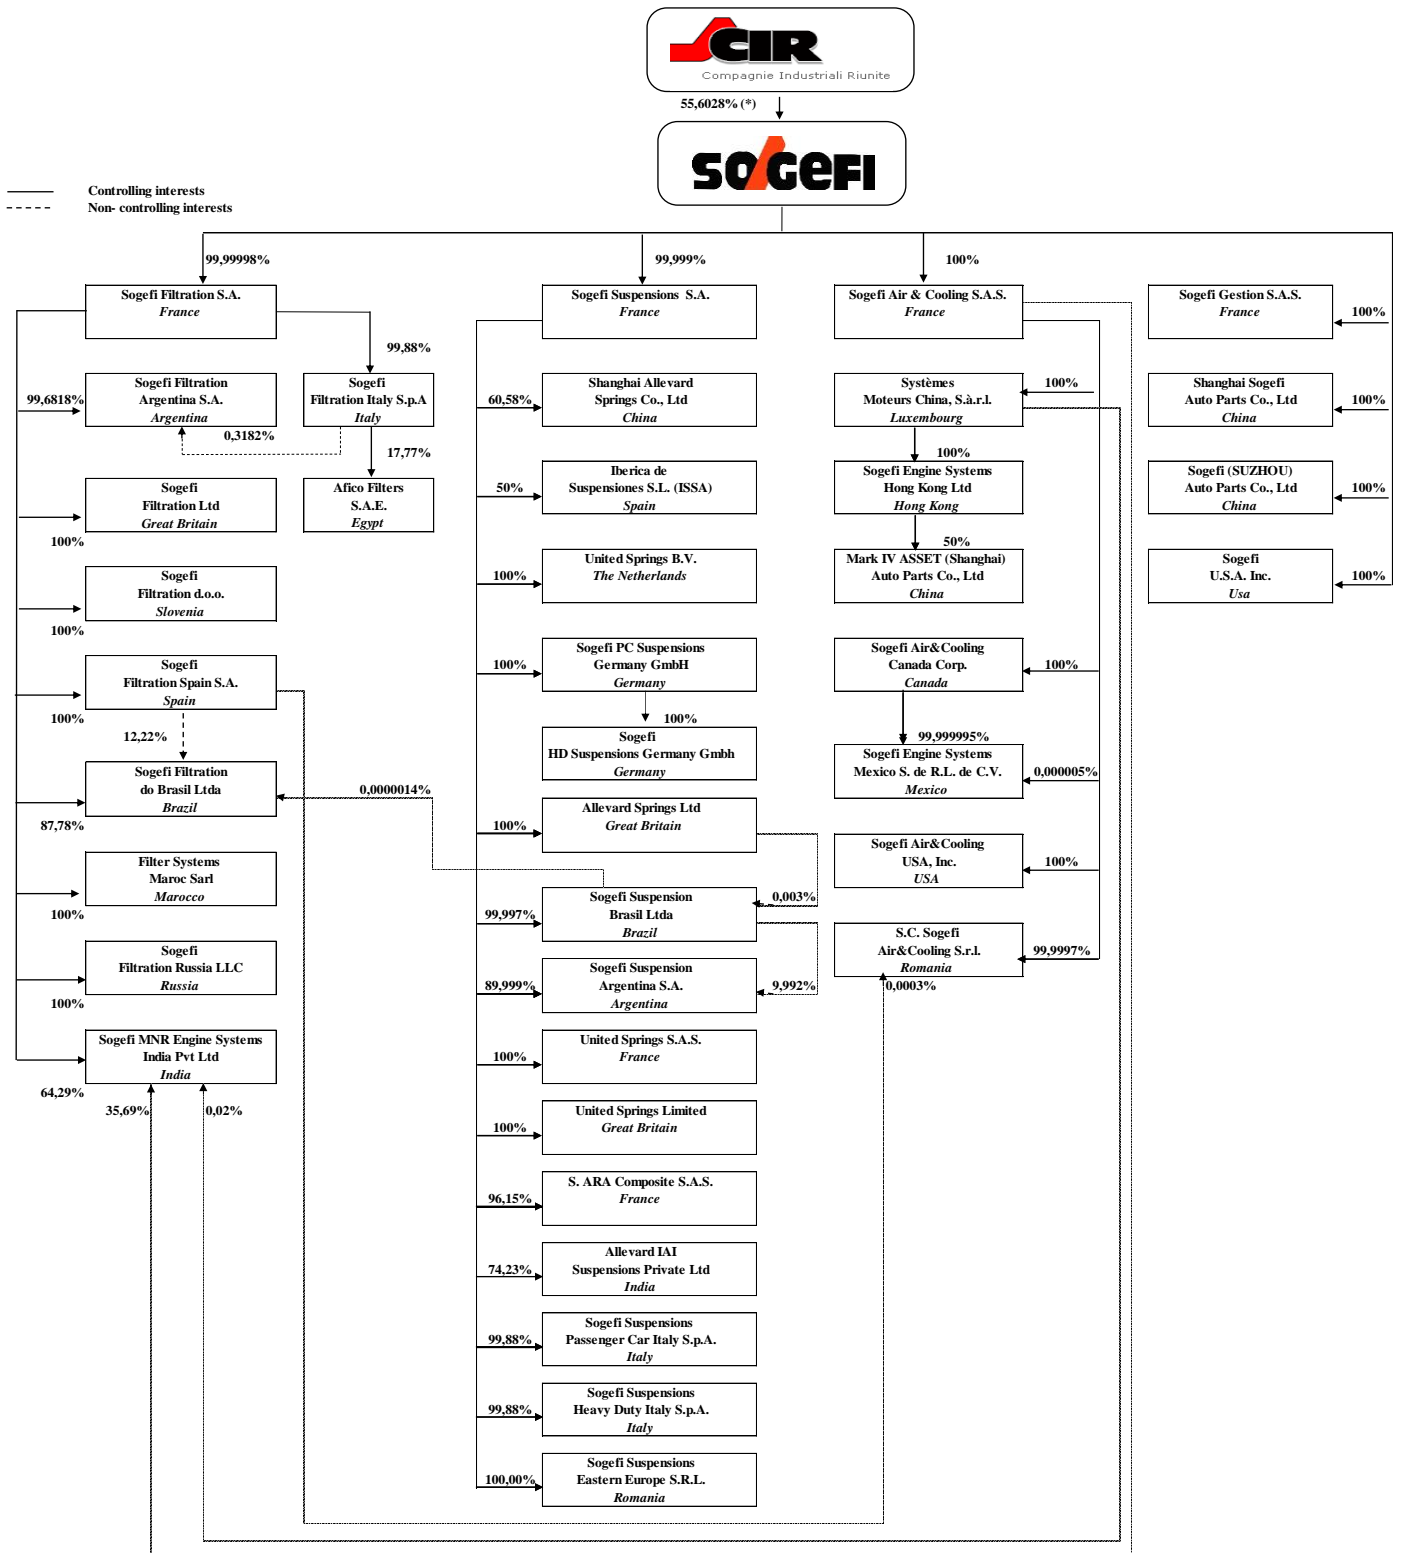 CIR
Compagnie Industriali Riunite
55,6028% (*)
SOGEFI
Controlling interests
Non- controlling interests
99,99998%
99,999%
100%
Sogefi Filtration S.A.
France
Sogefi Suspensions S.A.
France
Sogefi Air & Cooling S.A.S.
France
Sogefi Gestion S.A.S.
France
100%
99,88%
99,6818%
Sogefi Filtration
Argentina S.A.
Argentina
0,3182%
Sogefi
Filtration Italy S.p.A
Italy
17,77%
60,58%
Shanghai Allevard
Springs Co., Ltd
China
Systèmes
Moteurs China, S.à.r.l.
Luxembourg
100%
100%
Shanghai Sogefi
Auto Parts Co., Ltd
China
100%
Sogefi
Filtration Ltd
Great Britain
100%
Afico Filters
S.A.E.
Egypt
50%
Iberica de
Suspensiones S.L. (ISSA)
Spain
Sogefi Engine Systems
Hong Kong Ltd
Hong Kong
50%
Sogefi (SUZHOU)
Auto Parts Co., Ltd
China
100%
Sogefi
Filtration d.o.o.
Slovenia
100%
100%
United Springs B.V.
The Netherlands
Mark IV ASSET (Shanghai)
Auto Parts Co., Ltd
China
Sogefi
U.S.A. Inc.
Usa
100%
Sogefi
Filtration Spain S.A.
Spain
100%
12,22%
100%
Sogefi PC Suspensions
Germany GmbH
Germany
100%
Sogefi Air&Cooling
Canada Corp.
Canada
100%
99,999995%
Sogefi
HD Suspensions Germany Gmbh
Germany
Sogefi Engine Systems
Mexico S. de R.L. de C.V.
Mexico
0,000005%
Sogefi Filtration
do Brasil Ltda
Brazil
87,78%
0,0000014%
100%
Allevard Springs Ltd
Great Britain
Sogefi Air&Cooling
USA, Inc.
USA
100%
Filter Systems
Maroc Sarl
Marocco
100%
99,997%
Sogefi Suspension
Brasil Ltda
Brazil
0,003%
S.C. Sogefi
Air&Cooling S.r.l.
Romania
99,9997%
0,0003%
Sogefi
Filtration Russia LLC
Russia
100%
89,999%
Sogefi Suspension
Argentina S.A.
Argentina
9,992%
Sogefi MNR Engine Systems
India Pvt Ltd
India
64,29%
35,69%
0,02%
100%
United Springs S.A.S.
France
100%
United Springs Limited
Great Britain
96,15%
S. ARA Composite S.A.S.
France
74,23%
Allevard IAI
Suspensions Private Ltd
India
99,88%
Sogefi Suspensions
Passenger Car Italy S.p.A.
Italy
99,88%
Sogefi Suspensions
Heavy Duty Italy S.p.A.
Italy
100,00%
Sogefi Suspensions
Eastern Europe S.R.L.
Romania